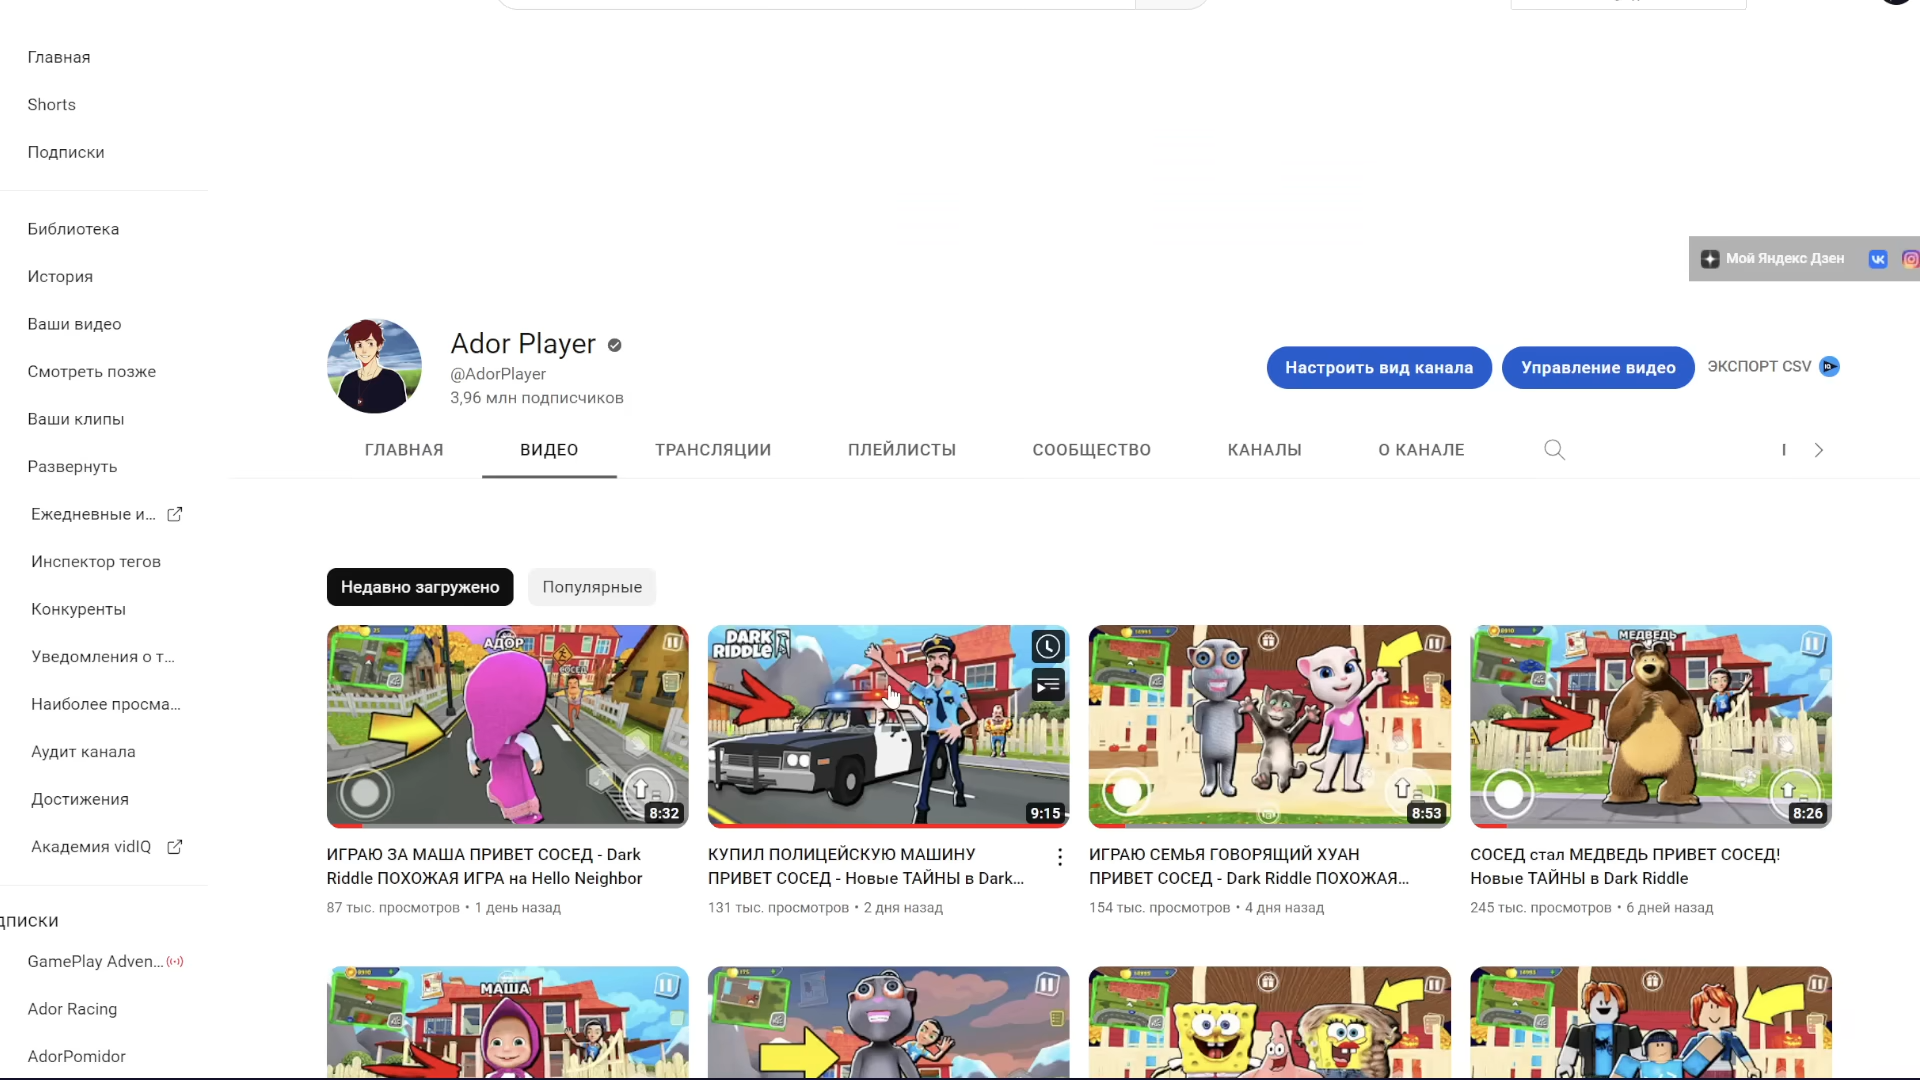 Главная
Shorts
Подписки
Библиотека
История
Ваши видео
Смотреть позже
Ваши клипы
Развернуть
Ежедневные и...
Инспектор тегов
Конкуренты
Уведомления о т...
Наиболее просма...
Аудит канала
Достижения
Академия vidIQ
дписки
GamePlay Adven...
Ador Racing
AdorPomidor
Мой Яндекс Дзен
Ador Player
@AdorPlayer
3,96 млн подписчиков
Настроить вид канала
Управление видео
ЭКСПОРТ CSV
ГЛАВНАЯ
ВИДЕО
ТРАНСЛЯЦИИ
ПЛЕЙЛИСТЫ
СООБЩЕСТВО
КАНАЛЫ
О КАНАЛЕ
Недавно загружено
Популярные
АДОР
СОСЕД
8:32
ИГРАЮ ЗА МАША ПРИВЕТ СОСЕД - Dark
Riddle ПОХОЖАЯ ИГРА на Hello Neighbor
87 тыс. просмотров • 1 день назад
DARK
RIDDLE
9:15
КУПИЛ ПОЛИЦЕЙСКУЮ МАШИНУ
ПРИВЕТ СОСЕД - Новые ТАЙНЫ в Dark...
131 тыс. просмотров • 2 дня назад
8:53
ИГРАЮ СЕМЬЯ ГОВОРЯЩИЙ ХУАН
ПРИВЕТ СОСЕД - Dark Riddle ПОХОЖАЯ...
154 тыс. просмотров • 4 дня назад
МЕДВЕДЬ
8:26
СОСЕД стал МЕДВЕДЬ ПРИВЕТ СОСЕД!
Новые ТАЙНЫ в Dark Riddle
245 тыс. просмотров • 6 дней назад
МАША